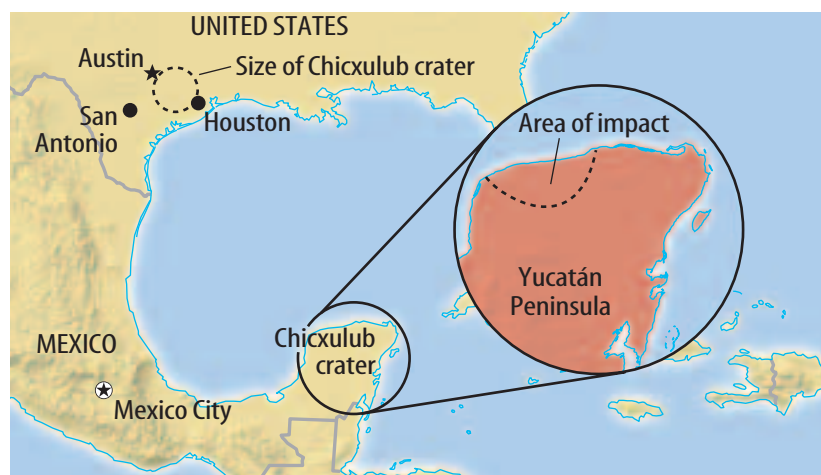 UNITED STATES
Austin
Size of Chicxulub crater
San
Antonio
Houston
Area of impact
Yucatán
Peninsula
Chicxulub
crater
MEXICO
Mexico City